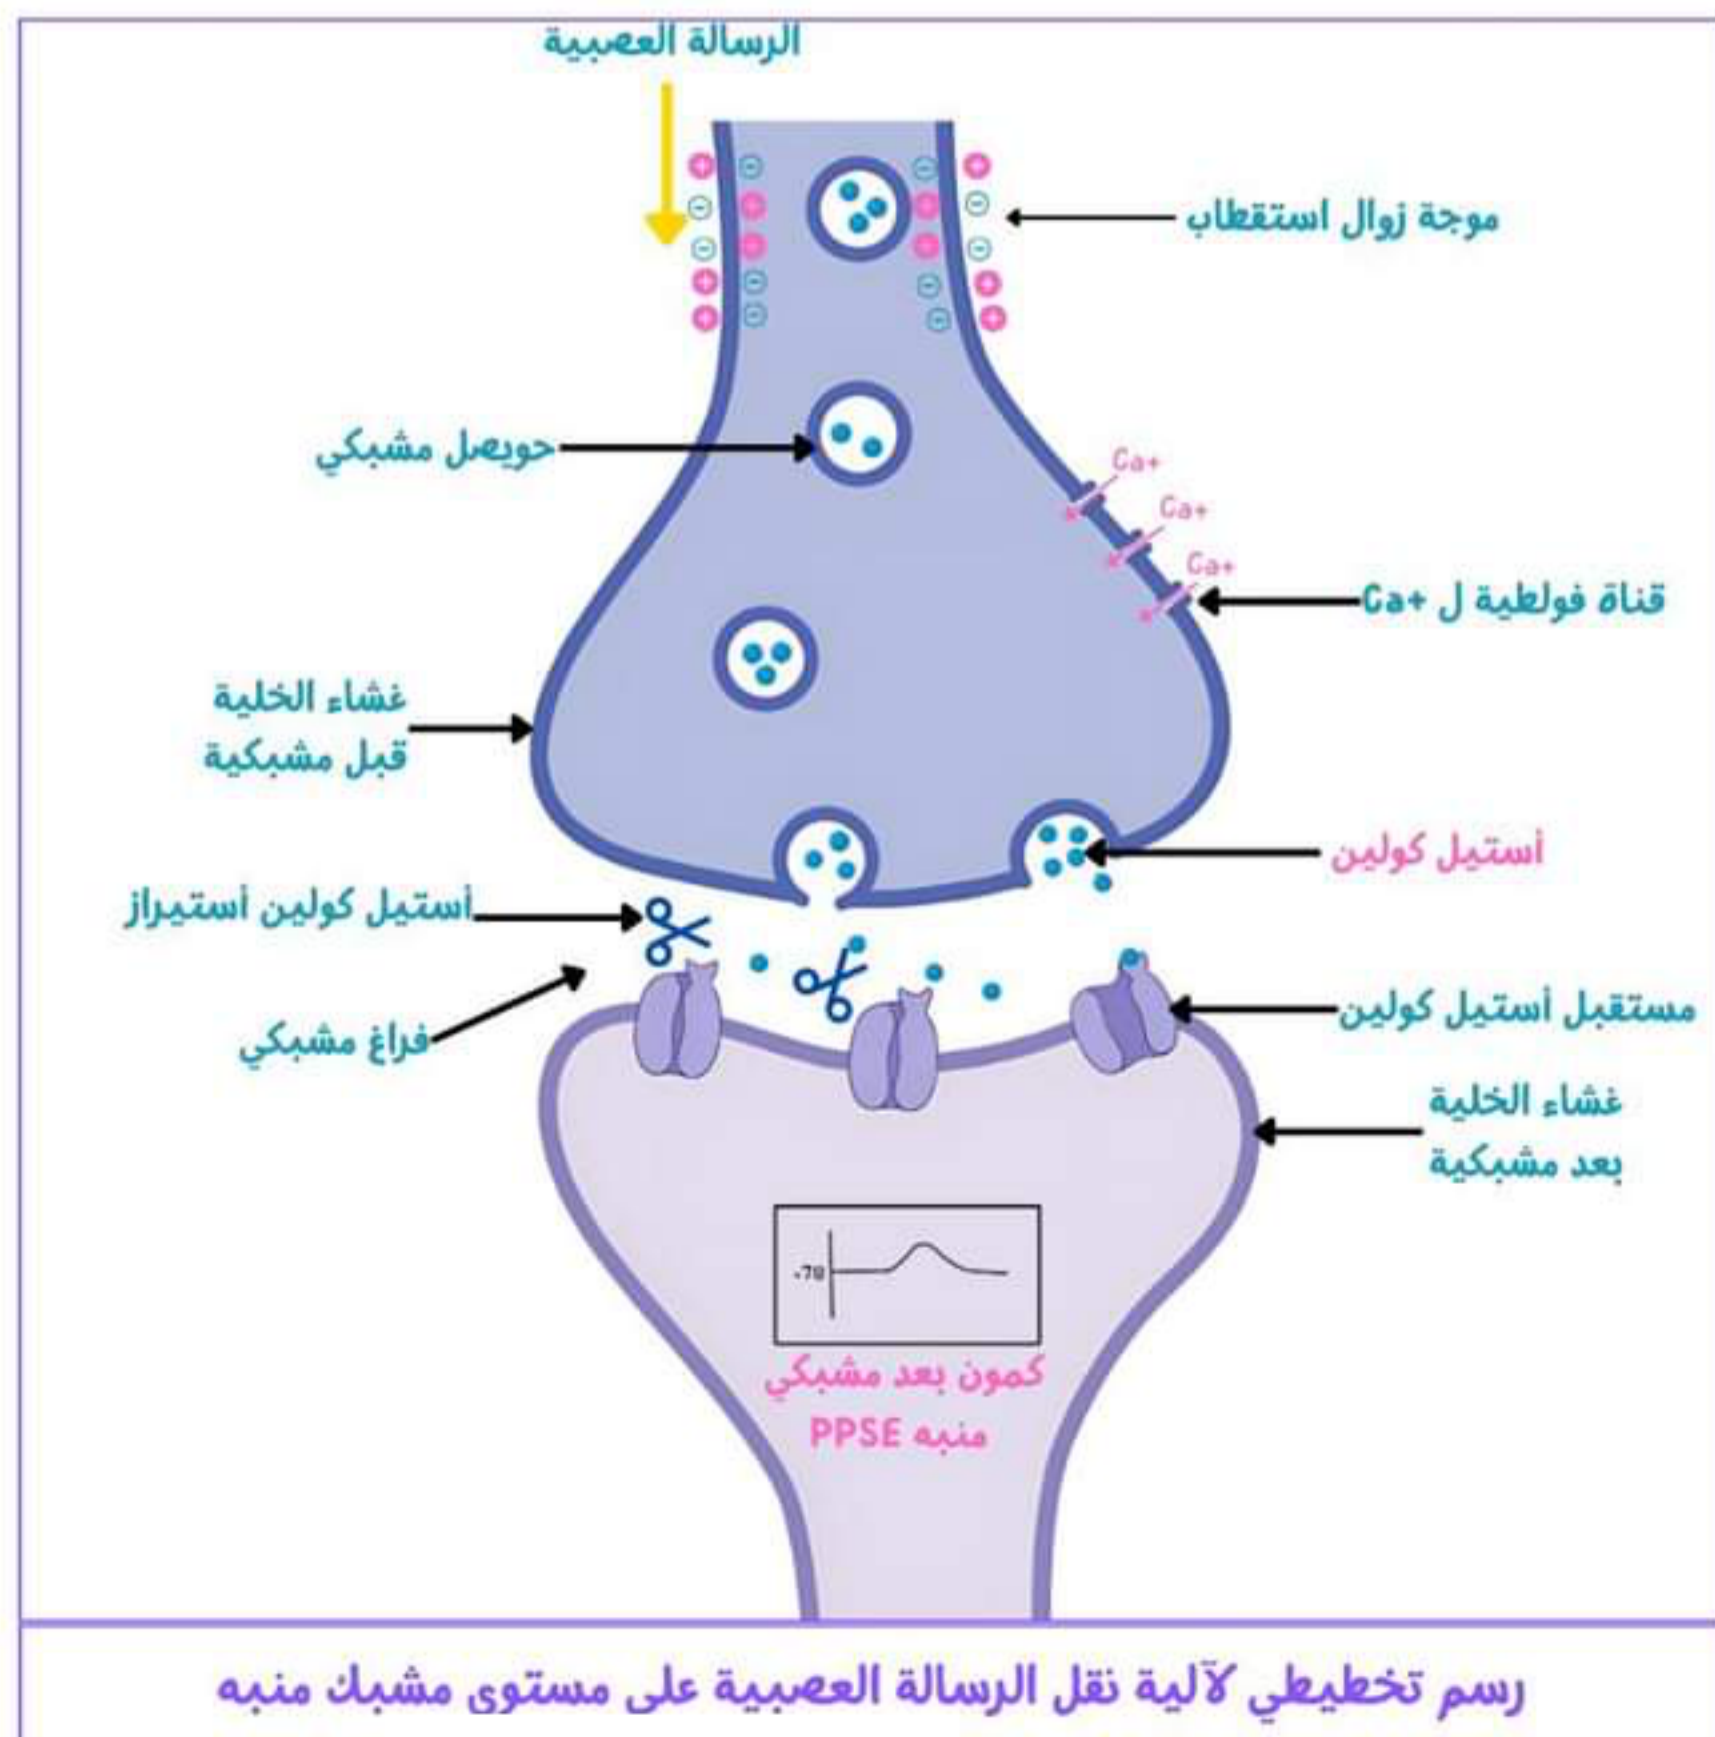 الرسالة العصبية
موجة زوال استقطاب
حويصل مشبكي
Ca+
Ca+
Ca+
قناة فولطية ل Ca+
غشاء الخلية
قبل مشبكية
أستيل كولين
أستيل كولين أستيراز
فراغ مشبكي
مستقبل أستيل كولين
غشاء الخلية
بعد مشبكية
-70
كمون بعد مشبكي
منبه PPSE
رسم تخطيطي لآلية نقل الرسالة العصبية على مستوى مشبك منبه